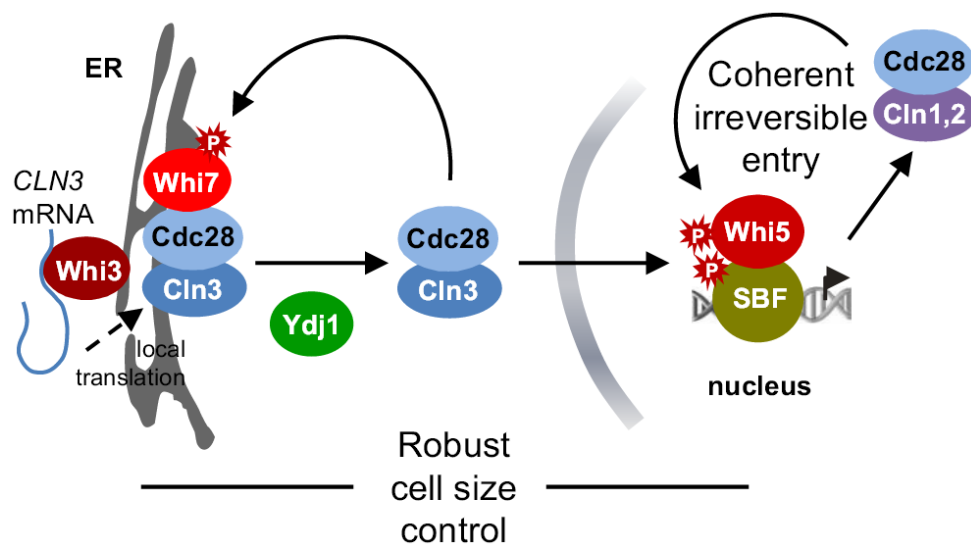 ER
P
Whi7
CLN3
mRNA
Cdc28
Whi3
Cln3
local
translation
Ydj1
Cdc28
Cln3
Coherent
irreversible
entry
Cdc28
Cln1,2
P
Whi5
P
SBF
nucleus
Robust
cell size
control